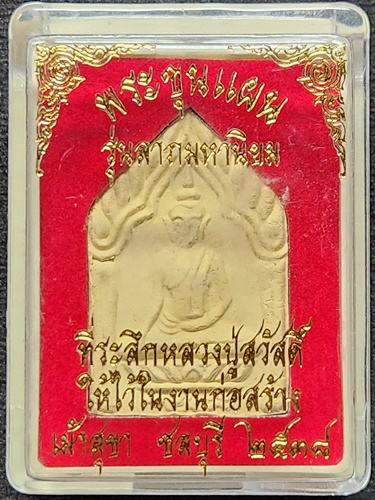 พระขุนแผน
รุ่นลาภมหานิยม
ที่ระลึกหลวงปู่สวัสดิ์
ให้ไว้ในงานก่อสร้าง
เม้าสุขา ชลบุรี ๒๕๓๘